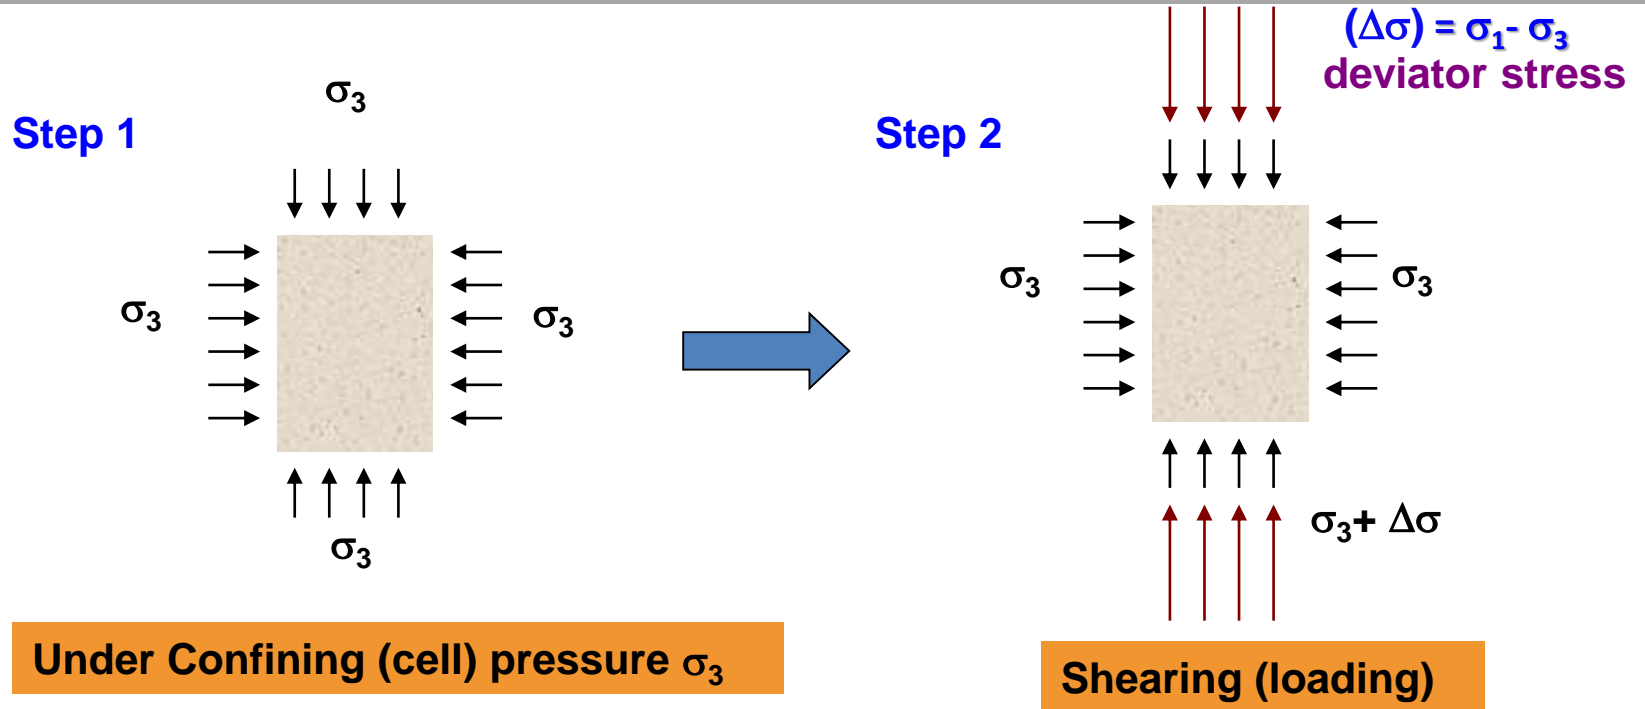 Step 1
σ3
σ3
σ3
σ3
Under Confining (cell) pressure σ3
(Δσ) = σ1- σ3
deviator stress
Step 2
σ3
σ3
σ3+ Δσ
Shearing (loading)